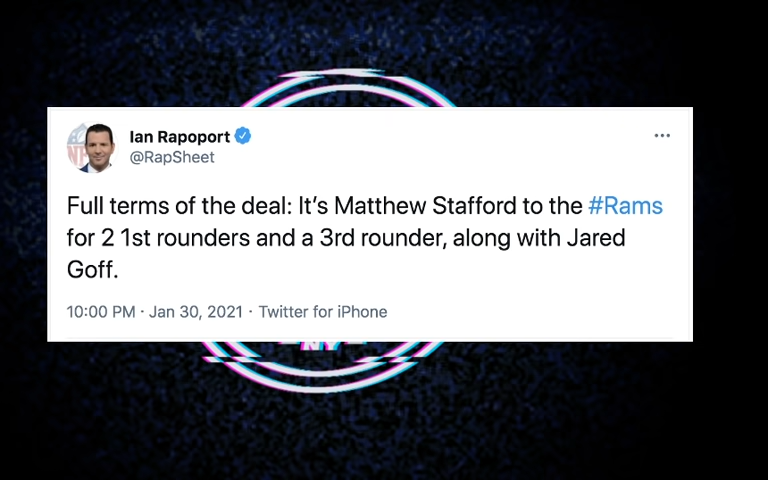 Ian Rapoport
@RapSheet
Full terms of the deal: It's Matthew Stafford to the #Rams
for 2 1st rounders and a 3rd rounder, along with Jared
Goff.
10:00 PM · Jan 30, 2021 · Twitter for iPhone
NY